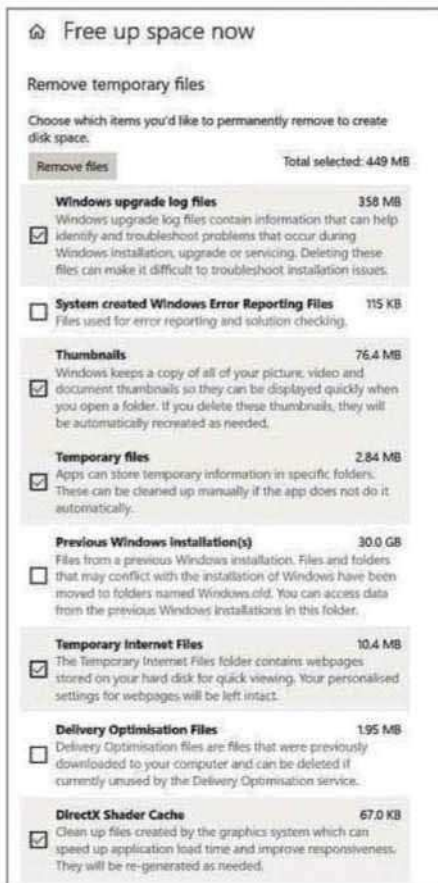 Free up space now
Remove temporary files
Choose which items you'd like to permanently remove to create
disk space.
Remove files
Total selected: 449 MB
Windows upgrade log files 358 MB
Windows upgrade log files contain information that can help
identify and troubleshoot problems that occur during
Windows installation, upgrade or servicing. Deleting these
files can make it difficult to troubleshoot installation issues.
System created Windows Error Reporting Files 115 KB
Files used for error reporting and solution checking.
Thumbnails 76.4 MB
Windows keeps a copy of all of your picture, video and
document thumbnails so they can be displayed quickly when
you open a folder. If you delete these thumbnails, they will
be automatically recreated as needed.
Temporary files 2.84 MB
Apps can store temporary information in specific folders.
These can be cleaned up manually if the app does not do it
automatically.
Previous Windows installation(s) 30.0 GB
Files from a previous Windows installation. Files and folders
that may conflict with the installation of Windows have been
moved to folders named Windows.old. You can access data
from the previous Windows installations in this folder.
Temporary Internet Files 10.4 MB
The Temporary Internet Files folder contains webpages
stored on your hard disk for quick viewing. Your personalised
settings for webpages will be left intact.
Delivery Optimisation Files 1.95 MB
Delivery Optimisation files are files that were previously
downloaded to your computer and can be deleted if
currently unused by the Delivery Optimisation service.
DirectX Shader Cache 67.0 KB
Clean up files created by the graphics system which can
speed up application load time and improve responsiveness.
They will be re-generated as needed.